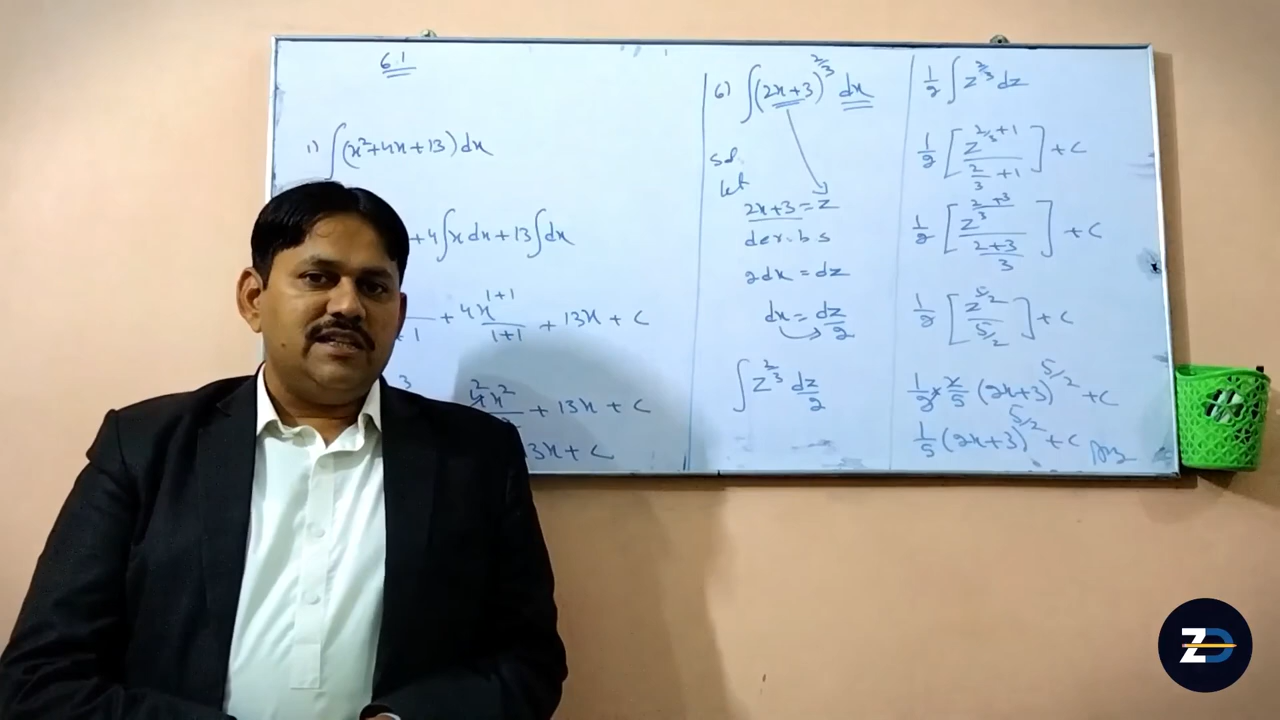 6.1
1) ∫(x²+4x+13)dx
+4∫x dx+13∫dx
+ 4x^(1+1)/(1+1) + 13x + c
x²/ + 13x + c
13x + c
6) ∫(2x+3)^(2/3) dx
Sol.
let
2x+3=z
der. b s
2dx = dz
dx = dz/2
∫z^(2/3) dz/2
1/2 ∫z^(2/3) dz
1/2 [z^(2/3+1)/(2/3+1)] + c
1/2 [z^((2+3)/3)/((2+3)/3)] + c
1/2 [z^(5/2)/(5/2)] + c
1/2 × 2/5 (2x+3)^(5/2) + c
1/5 (2x+3)^(5/2) + c Ans
ZD